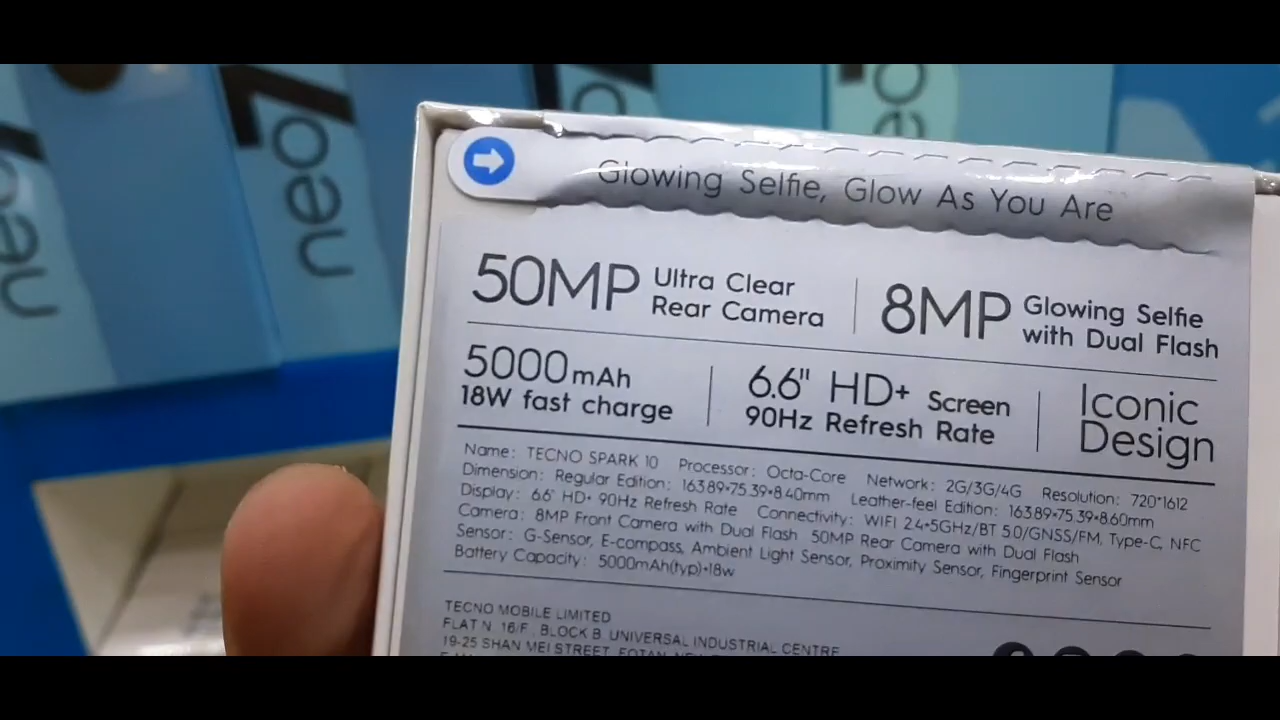 neo
neo7
neo
Glowing Selfie, Glow As You Are
50MP Ultra Clear Rear Camera
8MP Glowing Selfie with Dual Flash
5000mAh 18W fast charge
6.6" HD+ Screen 90Hz Refresh Rate
Iconic Design
Name: TECNO SPARK 10 Processor: Octa-Core Network: 2G/3G/4G Resolution: 720*1612
Dimension: Regular Edition: 163.89*75.39*8.40mm Leather-feel Edition: 163.89*75.39*8.60mm
Display: 6.6" HD+ 90Hz Refresh Rate Connectivity: WIFI 2.4+5GHz/BT 5.0/GNSS/FM, Type-C, NFC
Camera: 8MP Front Camera with Dual Flash 50MP Rear Camera with Dual Flash
Sensor: G-Sensor, E-compass, Ambient Light Sensor, Proximity Sensor, Fingerprint Sensor
Battery Capacity: 5000mAh(typ)+18w
TECNO MOBILE LIMITED
FLAT N, 16/F., BLOCK B, UNIVERSAL INDUSTRIAL CENTRE
19-25 SHAN MEI STREET, FOTAN,